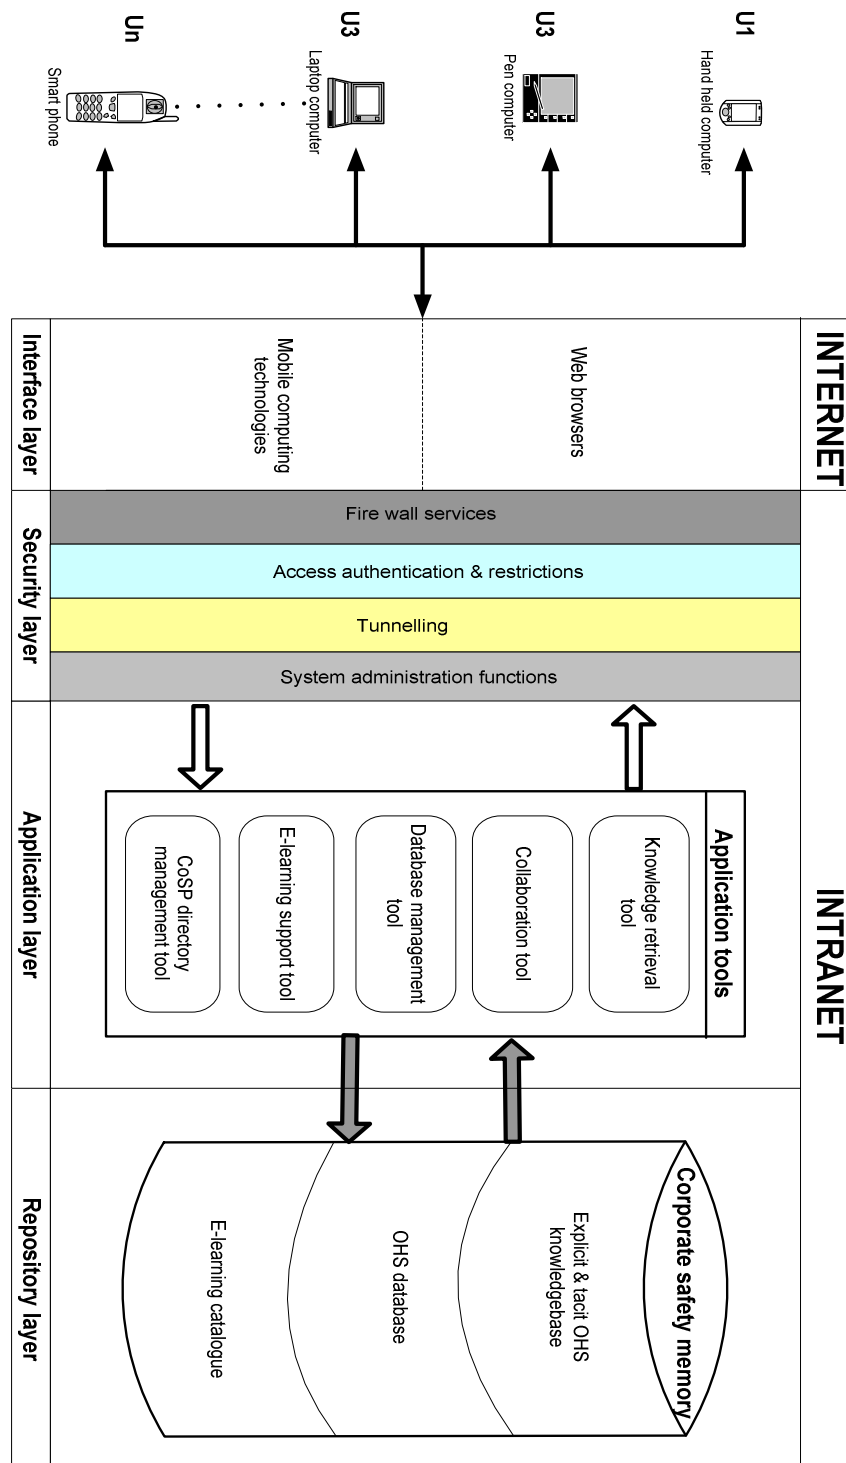 U1
Hand held computer
U3
Pen computer
U3
Laptop computer
Un
Smart phone
INTERNET
Web browsers
Mobile computing
technologies
Interface layer
INTRANET
Fire wall services
Access authentication & restrictions
Tunnelling
System administration functions
Security layer
Application tools
Knowledge retrieval
tool
Collaboration tool
Database management
tool
E-learning support tool
CoSP directory
management tool
Application layer
Corporate safety memory
Explicit & tacit OHS
knowledgebase
OHS database
E-learning catalogue
Repository layer